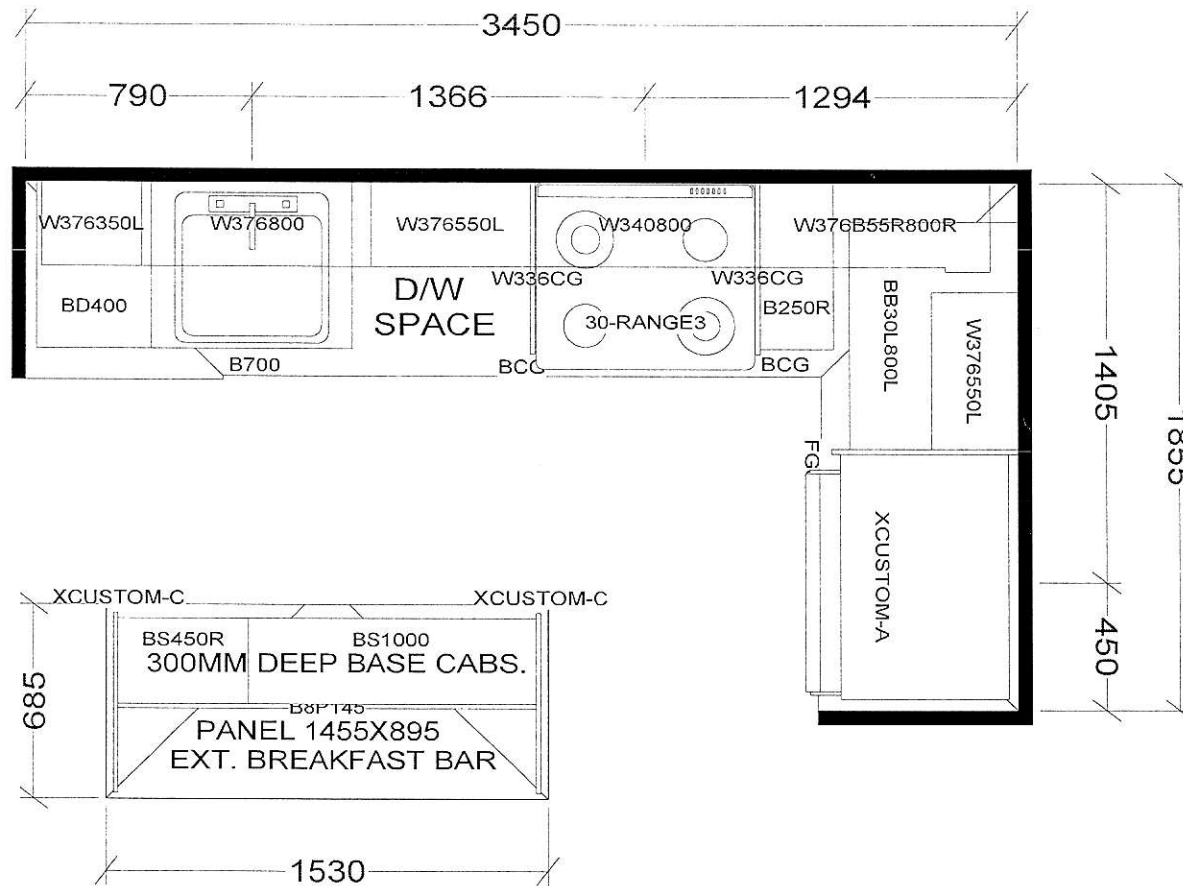 3450
790
1366
1294
W376350L
W376800
W376550L
W340800
W376B55R800R
W336CG
W336CG
D/W
SPACE
BD400
30-RANGE3
B250R
BB30L800L
W376550L
B700
BCG
BCG
1405
1855
FG
XCUSTOM-A
450
XCUSTOM-C
XCUSTOM-C
BS450R
BS1000
300MM DEEP BASE CABS.
685
B8P145
PANEL 1455X895
EXT. BREAKFAST BAR
1530